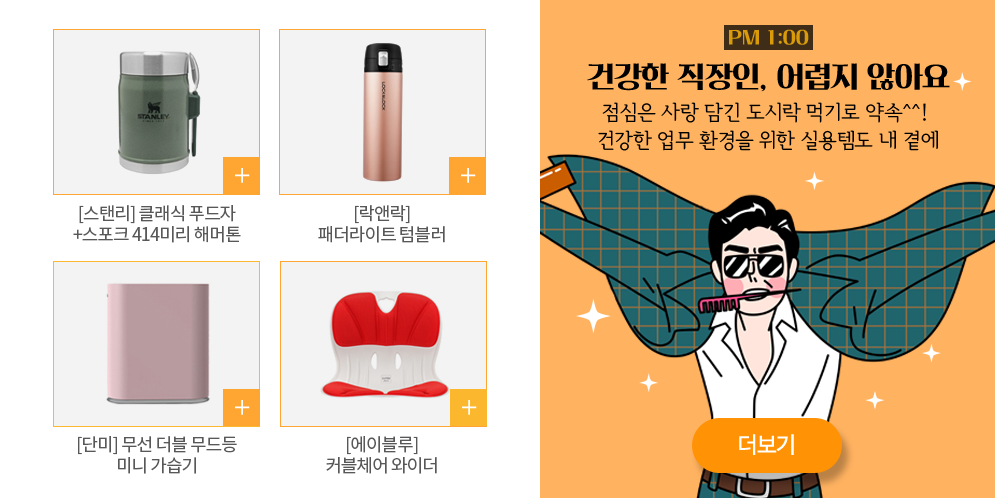 STANLEY
LOCK&LOCK
[스탠리] 클래식 푸드자
+스포크 414미리 해머톤
[락앤락]
패더라이트 텀블러
[단미] 무선 더블 무드등
미니 가습기
[에이블루]
커블체어 와이더
PM 1:00
건강한 직장인, 어렵지 않아요
점심은 사랑 담긴 도시락 먹기로 약속^^!
건강한 업무 환경을 위한 실용템도 내 곁에
더보기